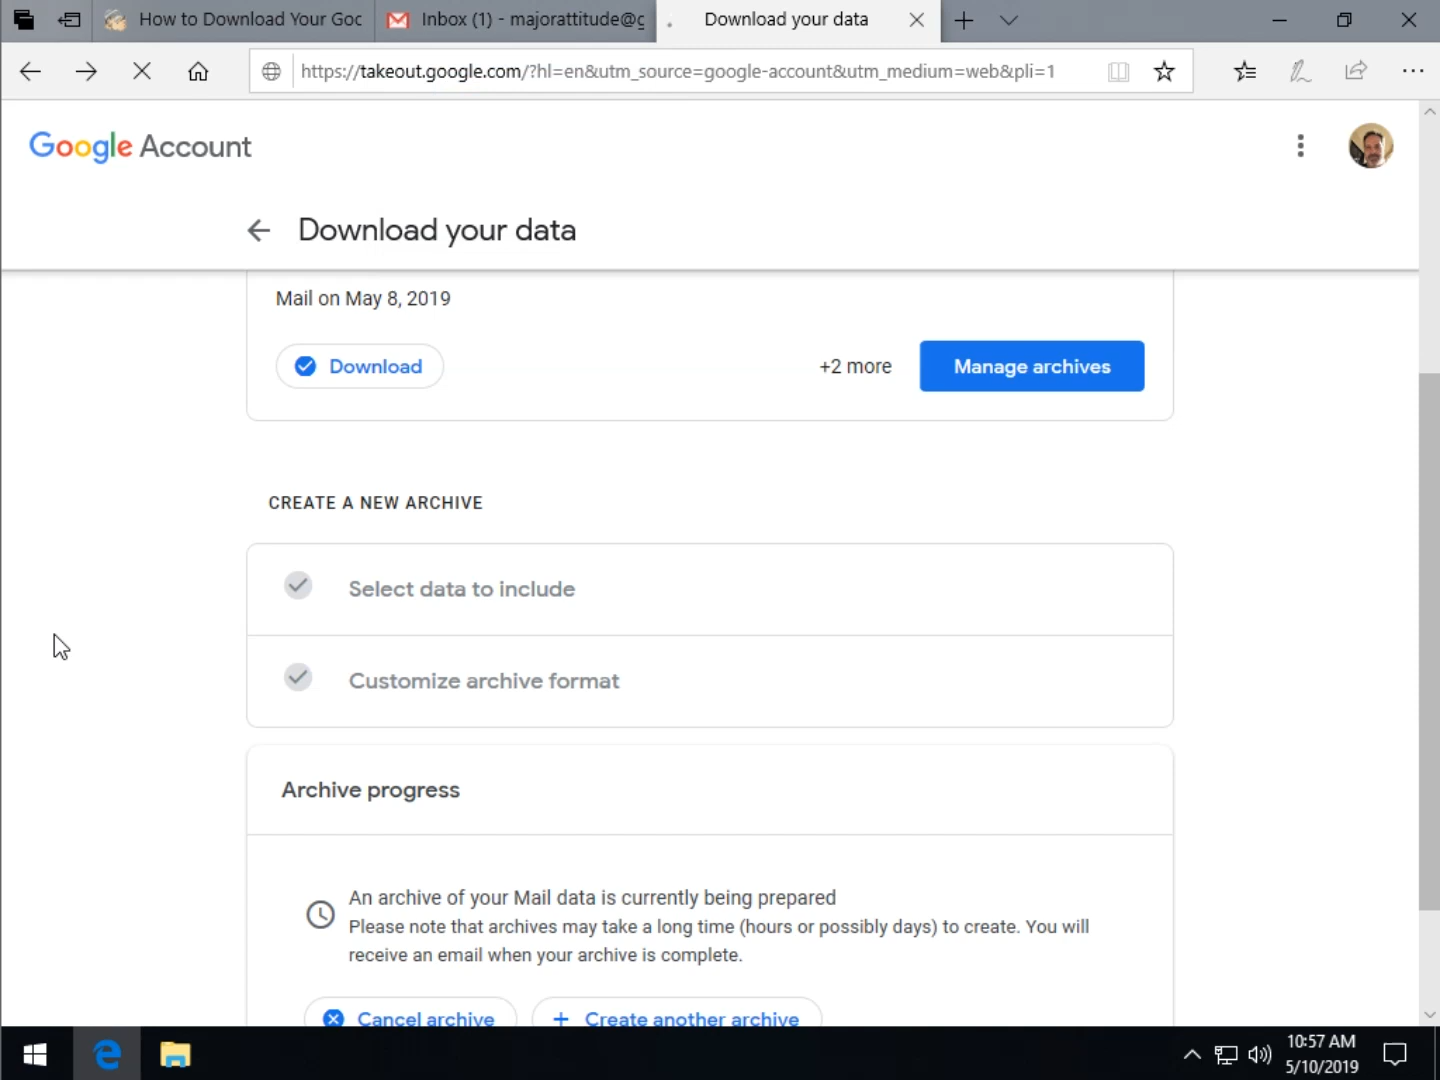 How to Download Your Goo
Inbox (1) - majorattitude@g
Download your data
https://takeout.google.com/?hl=en&utm_source=google-account&utm_medium=web&pli=1
Google Account
Download your data
Mail on May 8, 2019
Download
+2 more
Manage archives
CREATE A NEW ARCHIVE
Select data to include
Customize archive format
Archive progress
An archive of your Mail data is currently being prepared
Please note that archives may take a long time (hours or possibly days) to create. You will
receive an email when your archive is complete.
Cancel archive
Create another archive
10:57 AM
5/10/2019